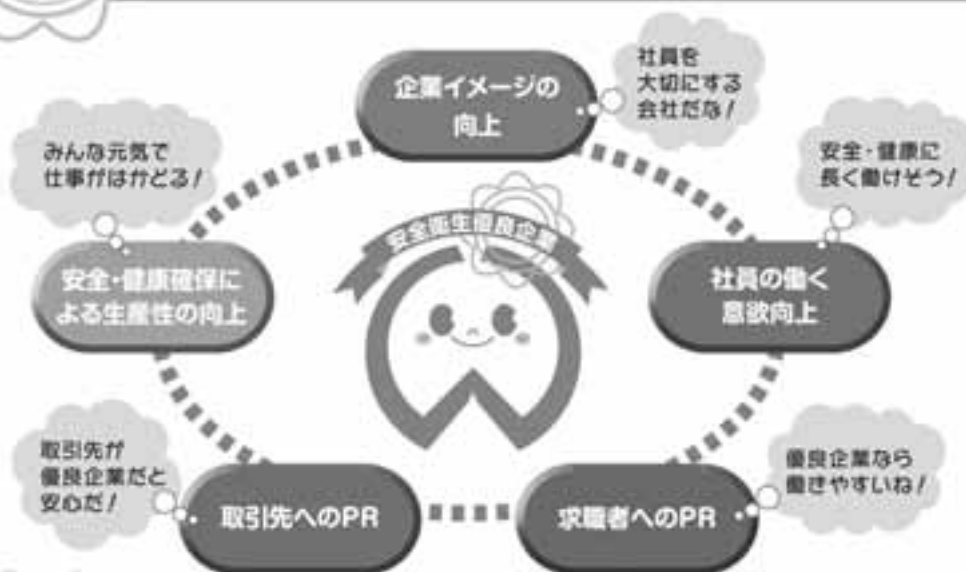 企業イメージの
向上
社員を
大切にする
会社だな!
みんな元気で
仕事がはかどる!
安全・健康に
長く働けそう!
安全衛生優良企業
安全・健康確保に
よる生産性の向上
社員の働く
意欲向上
取引先が
優良企業だと
安心だ!
取引先へのPR
求職者へのPR
優良企業なら
働きやすいね!